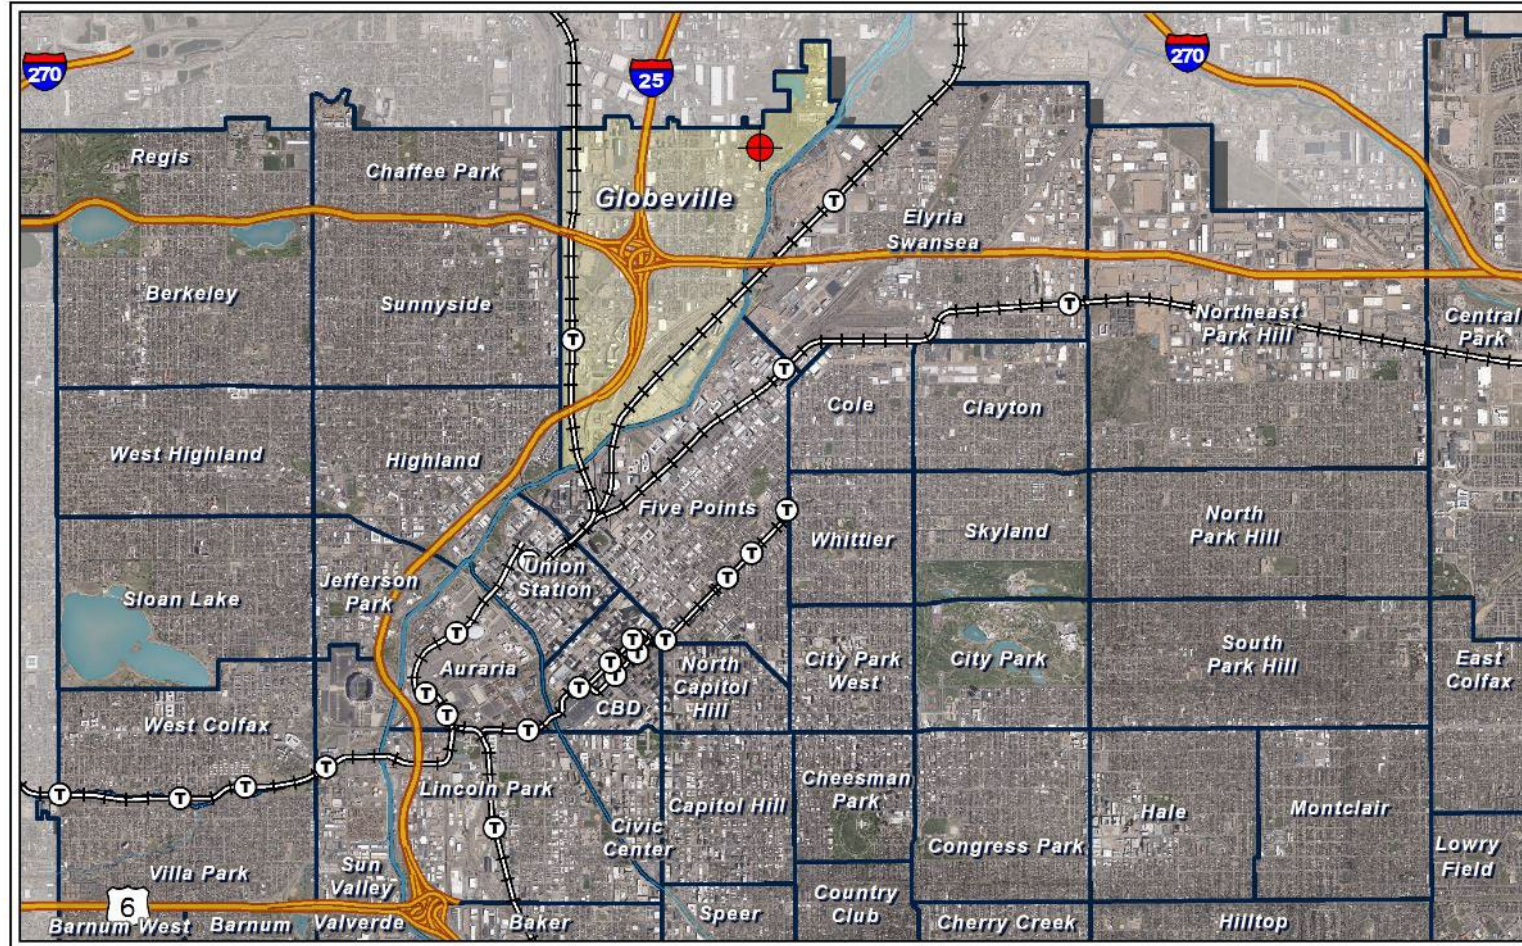 270
25
270
Regis
Chaffee Park
Globeville
T
Elyria
Swansea
Berkeley
Sunnyside
T
T
Northeast
Park Hill
Central
Park
T
Cole
Clayton
West Highland
Highland
Five Points
T
Whittier
Skyland
North
Park Hill
T
T
T
Union
Station
Jefferson
Park
Sloan Lake
T
Auraria
T
T
T
T
T
North
Capitol
Hill
City Park
West
City Park
South
Park Hill
East
Colfax
T
T
CBD
T
T
West Colfax
T
T
T
T
Lincoln Park
Capitol Hill
Cheesman
Park
Hale
Montclair
T
Civic
Center
Congress Park
Lowry
Field
Villa Park
Sun
Valley
6
Barnum West
Barnum
Valverde
Baker
Speer
Country
Club
Cherry Creek
Hilltop